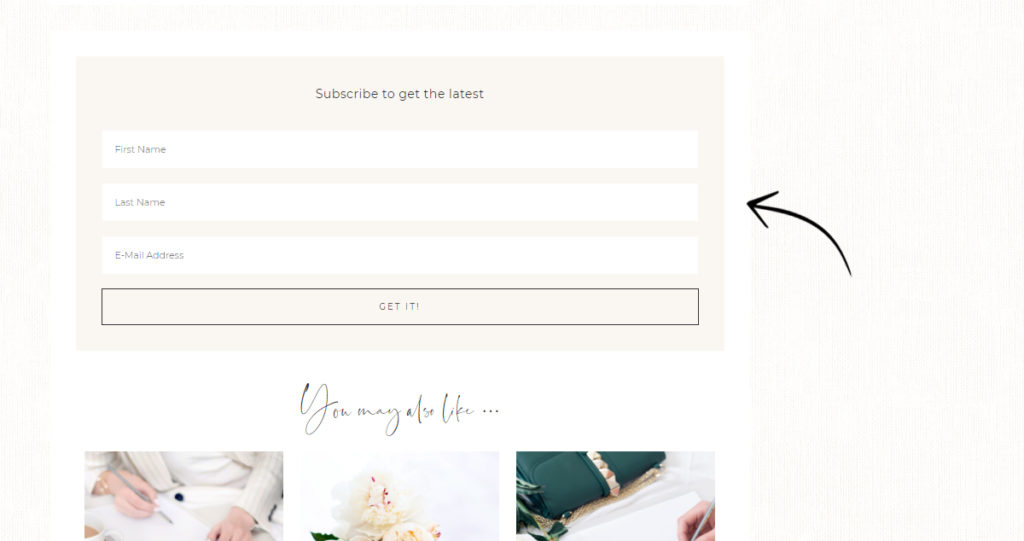 Subscribe to get the latest
First Name
Last Name
E-Mail Address
GET IT!
You may also like ...